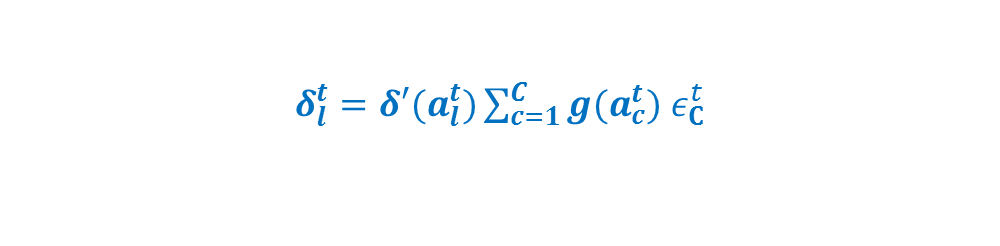 δ_l^t = δ′(a_l^t) ∑_{c=1}^{C} g(a_c^t) ϵ_C^t